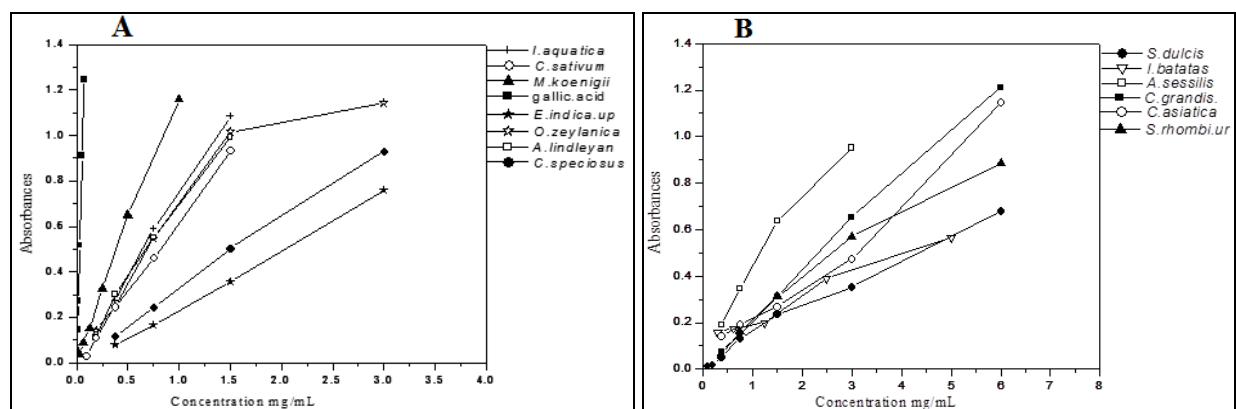 A
Absorbances
1.4
1.2
1.0
0.8
0.6
0.4
0.2
0.0
0.0 0.5 1.0 1.5 2.0 2.5 3.0 3.5 4.0
Concentration mg/mL
I.aquatica
C.sativum
M.koenigii
gallic.acid
E.indica.up
O.zeylanica
A.lindleyan
C.speciosus
B
Absorbances
1.4
1.2
1.0
0.8
0.6
0.4
0.2
0.0
0 1 2 3 4 5 6 8
Concentration mg/mL
S.dulcis
I.batatas
A.sessilis
C.grandis.
C.asiatica
S.rhombi.ur